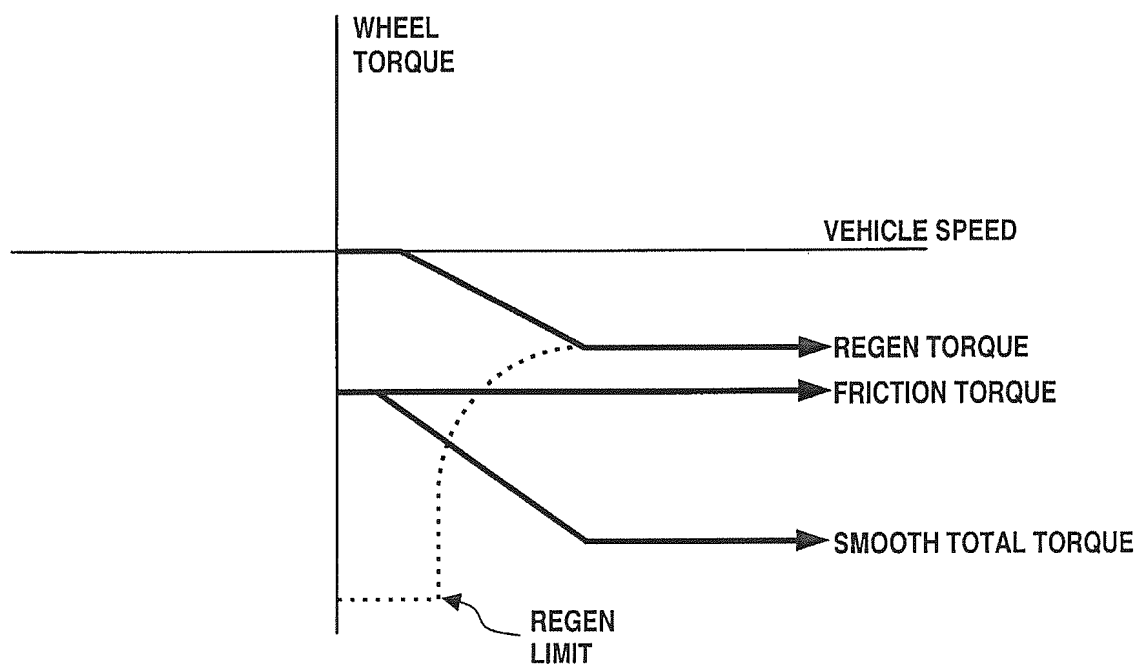 WHEEL
TORQUE
VEHICLE SPEED
REGEN TORQUE
FRICTION TORQUE
SMOOTH TOTAL TORQUE
REGEN
LIMIT